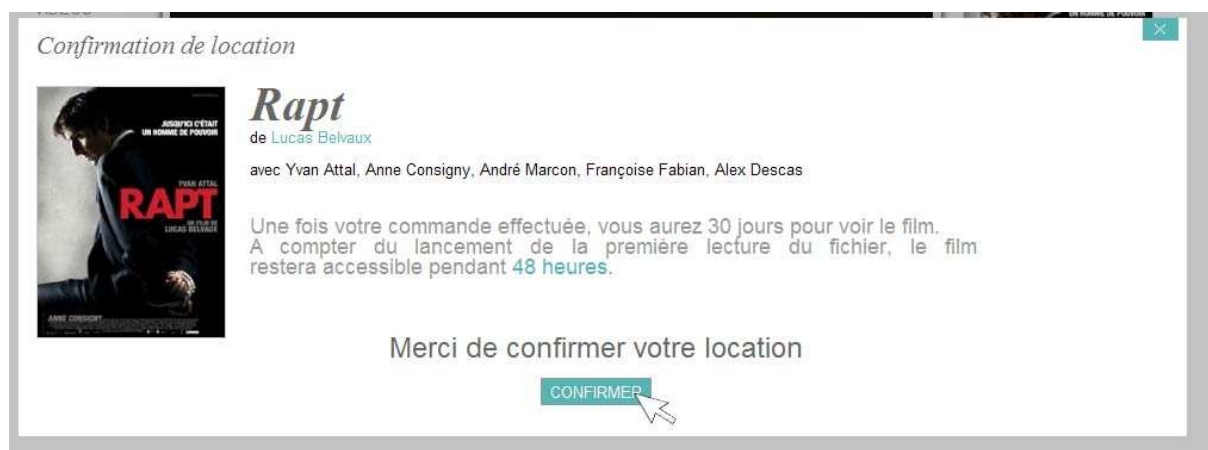 Confirmation de location
Rapt
de Lucas Belvaux
avec Yvan Attal, Anne Consigny, André Marcon, Françoise Fabian, Alex Descas
JUSQU'ICI C'ÉTAIT
UN HOMME DE POUVOIR
YVAN ATTAL
RAPT
UN FILM DE
LUCAS BELVAUX
ANNE CONSIGNY
Une fois votre commande effectuée, vous aurez 30 jours pour voir le film.
A compter du lancement de la première lecture du fichier, le film
restera accessible pendant 48 heures.
Merci de confirmer votre location
CONFIRMER